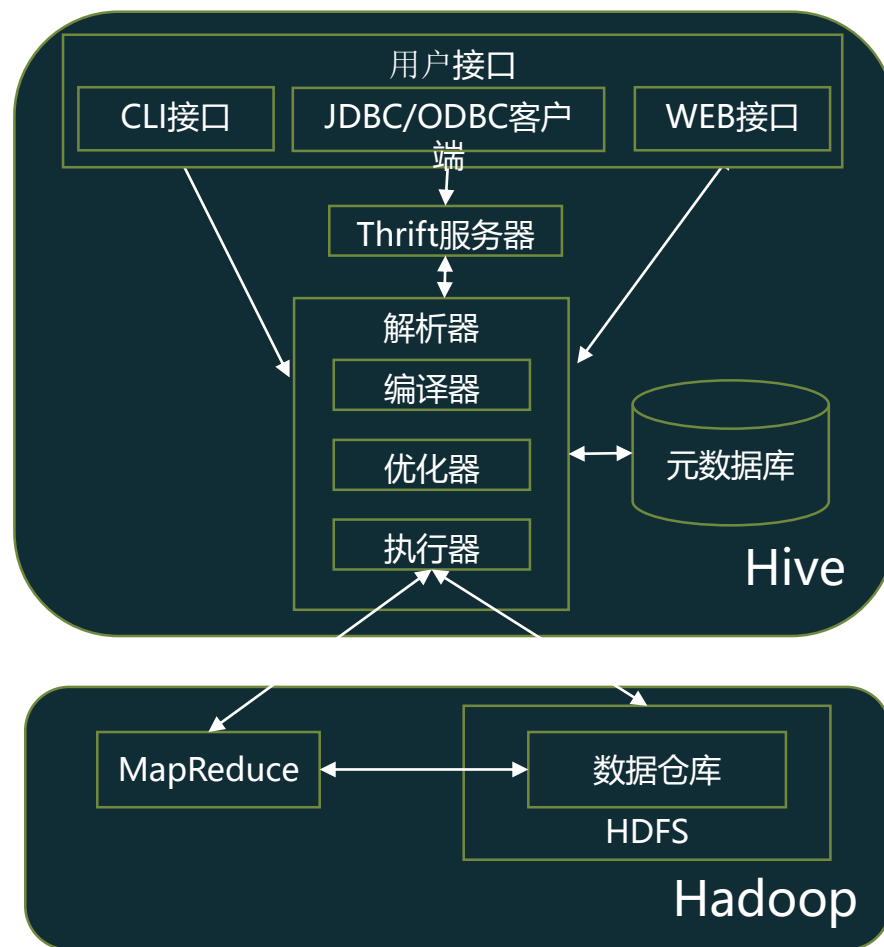 用户接口
CLI接口
JDBC/ODBC客户
端
WEB接口
Thrift服务器
解析器
编译器
优化器
执行器
元数据库
Hive
MapReduce
数据仓库
HDFS
Hadoop